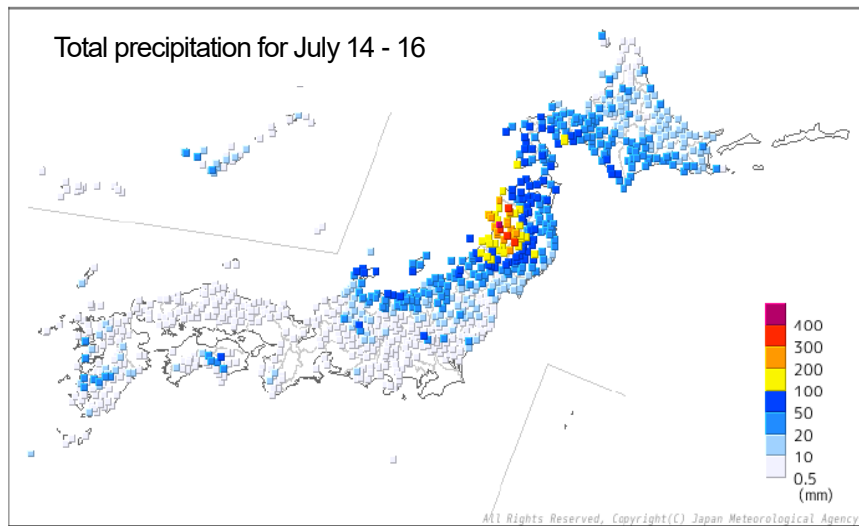 Total precipitation for July 14 - 16
400
300
200
100
50
20
10
0.5
(mm)
All Rights Reserved, Copyright(C) Japan Meteorological Agency